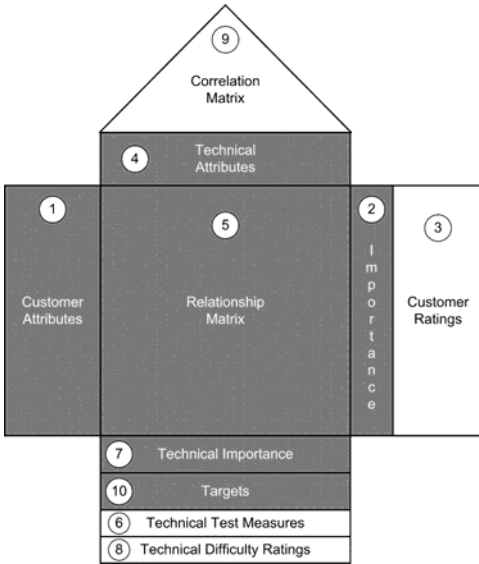 9
Correlation
Matrix
4
Technical
Attributes
1
Customer
Attributes
5
Relationship
Matrix
2
I
m
p
o
r
t
a
n
c
e
3
Customer
Ratings
7 Technical Importance
10 Targets
6 Technical Test Measures
8 Technical Difficulty Ratings